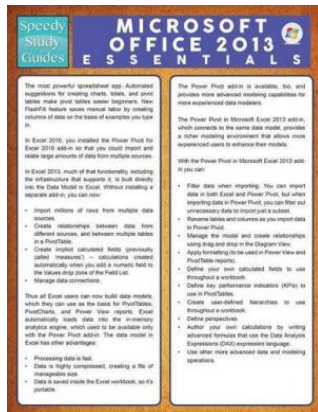 Speedy
Study
Guides
MICROSOFT
OFFICE 2013
ESSENTIALS
The most powerful spreadsheet app. Automated
suggestions for creating charts, totals, and pivot
tables make pivot tables easier beginners. New
FlashFill feature saves manual labor by creating
columns of data on the basis of examples you type
in.
In Excel 2010, you installed the Power Pivot for
Excel 2010 add-in so that you could import and
relate large amounts of data from multiple sources.
In Excel 2013, much of that functionality, including
the infrastructure that supports it, is built directly
into the Data Model in Excel. Without installing a
separate add-in, you can now:
• Import millions of rows from multiple data
sources.
• Create relationships between data from
different sources, and between multiple tables
in a PivotTable.
• Create implicit calculated fields (previously
called 'measures') – calculations
created automatically when you add a numeric field to
the Values drop zone of the Field List.
• Manage data connections.
Thus all Excel users can now build data models,
which they can use as the basis for PivotTables,
PivotCharts, and Power View reports. Excel
automatically loads data into the in-memory
analytics engine, which used to be available only
with the Power Pivot add-in. The data model in
Excel has other advantages:
• Processing data is fast.
• Data is highly compressed, creating a file of
manageable size.
• Data is saved inside the Excel workbook, so it's
portable.
The Power Pivot add-in is available, too, and
provides more advanced modeling capabilities for
more experienced data modelers.
The Power Pivot in Microsoft Excel 2013 add-in,
which connects to the same data model, provides
a richer modeling environment that allows more
experienced users to enhance their models.
With the Power Pivot in Microsoft Excel 2013 add-
in you can:
• Filter data when importing. You can import
data in both Excel and Power Pivot, but when
importing data in Power Pivot, you can filter out
unnecessary data to import just a subset.
• Rename tables and columns as you import data
in Power Pivot.
• Manage the model and create relationships
using drag and drop in the Diagram View.
• Apply formatting (to be used in Power View and
PivotTable reports).
• Define your own calculated fields to use
throughout a workbook.
• Define key performance indicators (KPIs) to
use in PivotTables.
• Create user-defined hierarchies to use
throughout a workbook.
• Define perspectives.
• Author your own calculations by writing
advanced formulas that use the Data Analysis
Expressions (DAX) expression language.
• Use other more advanced data and modeling
operations.